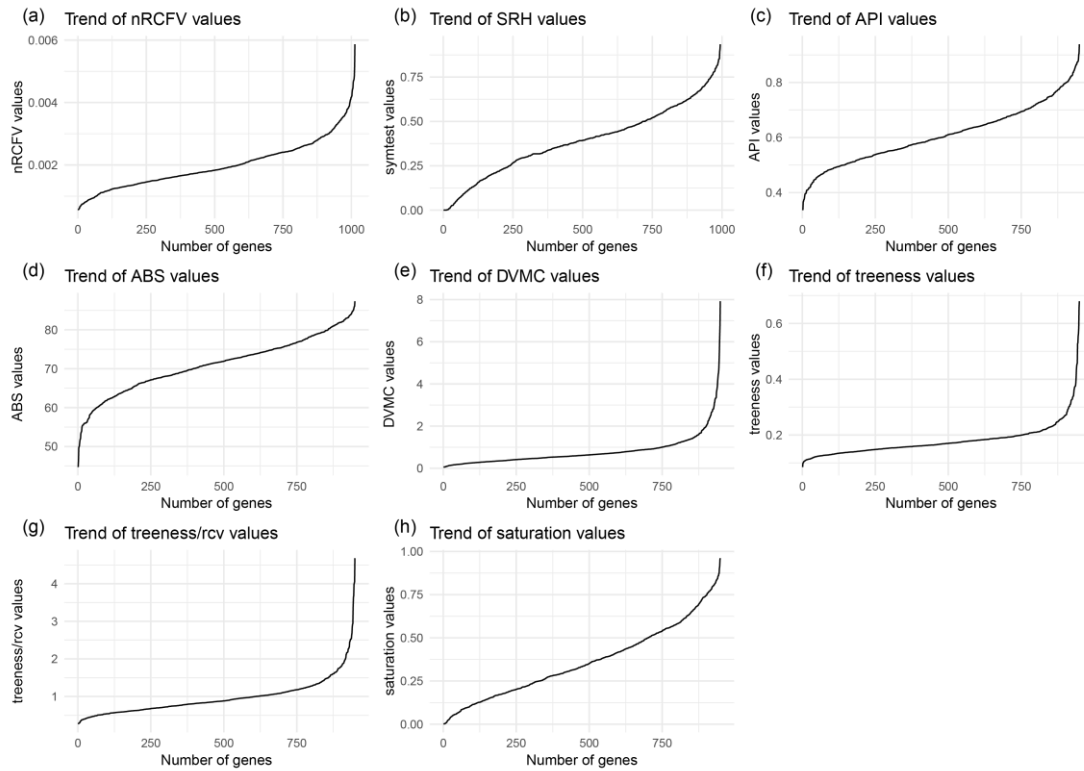 (a) Trend of nRCFV values
0.006
0.004
0.002
nRCFV values
0 250 500 750 1000
Number of genes
(b) Trend of SRH values
0.75
0.50
0.25
0.00
symtest values
0 250 500 750 1000
Number of genes
(c) Trend of API values
0.8
0.6
0.4
API values
0 250 500 750
Number of genes
(d) Trend of ABS values
80
70
60
50
ABS values
0 250 500 750
Number of genes
(e) Trend of DVMC values
8
6
4
2
0
DVMC values
0 250 500 750
Number of genes
(f) Trend of treeness values
0.6
0.4
0.2
treeness values
0 250 500 750
Number of genes
(g) Trend of treeness/rcv values
4
3
2
1
treeness/rcv values
0 250 500 750
Number of genes
(h) Trend of saturation values
1.00
0.75
0.50
0.25
0.00
saturation values
0 250 500 750
Number of genes